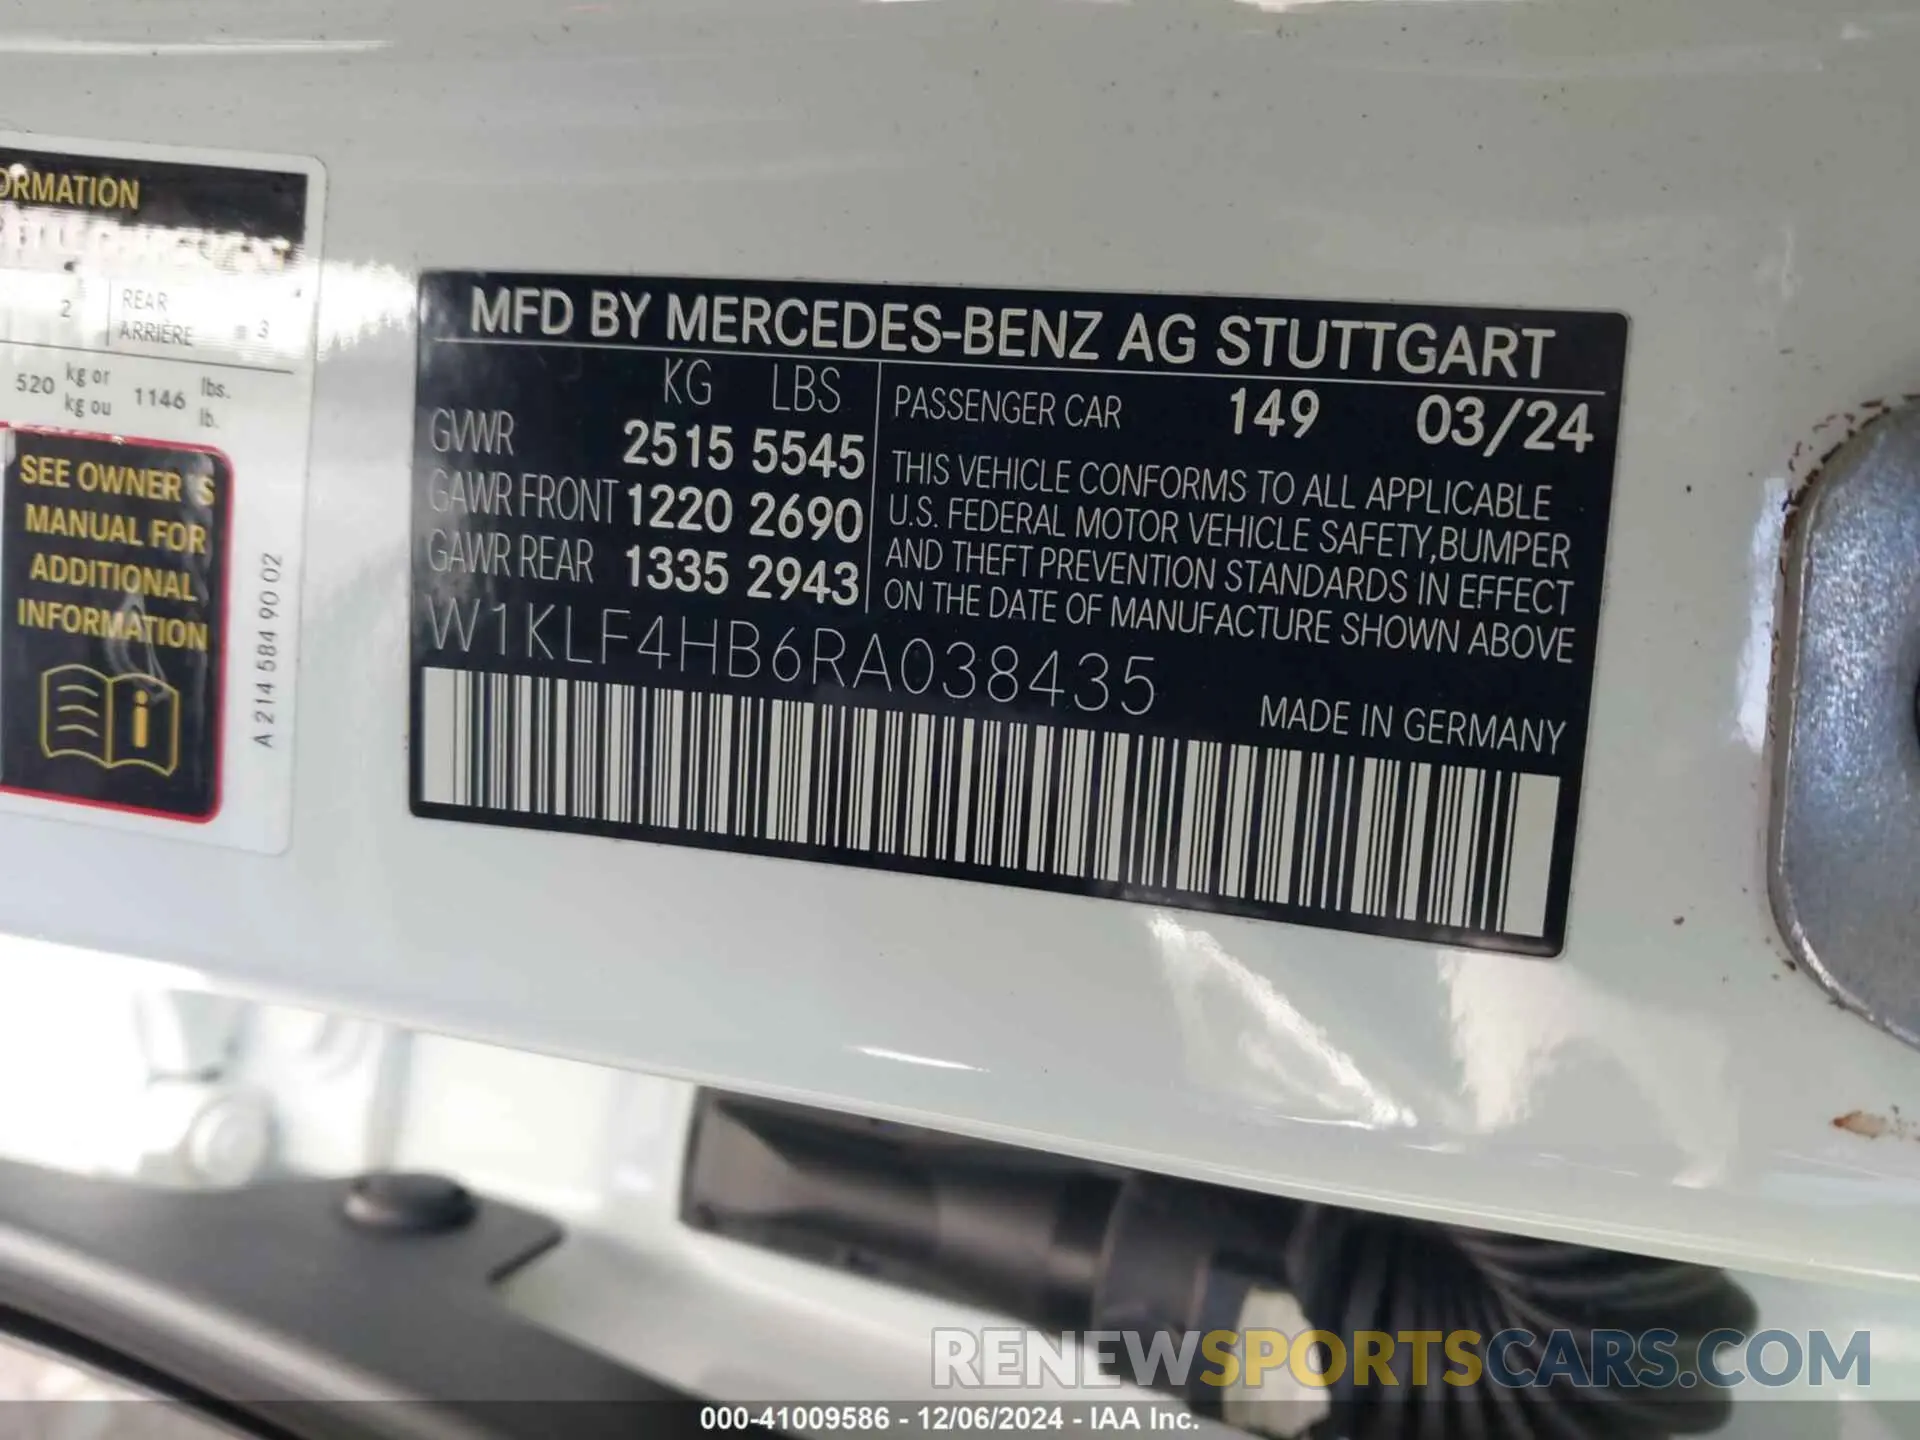 ORMATION
2 REAR 3
ARRIÈRE
520 kg or 1146 lbs.
kg ou lb.
SEE OWNER'S
MANUAL FOR
ADDITIONAL
INFORMATION
i
A 214 584 90 02
MFD BY MERCEDES-BENZ AG STUTTGART
KG LBS
GVWR 2515 5545
GAWR FRONT 1220 2690
GAWR REAR 1335 2943
PASSENGER CAR 149 03/24
THIS VEHICLE CONFORMS TO ALL APPLICABLE
U.S. FEDERAL MOTOR VEHICLE SAFETY,BUMPER
AND THEFT PREVENTION STANDARDS IN EFFECT
ON THE DATE OF MANUFACTURE SHOWN ABOVE
W1KLF4HB6RA038435
MADE IN GERMANY
RENEWSPORTSCARS.COM
000-41009586 - 12/06/2024 - IAA Inc.